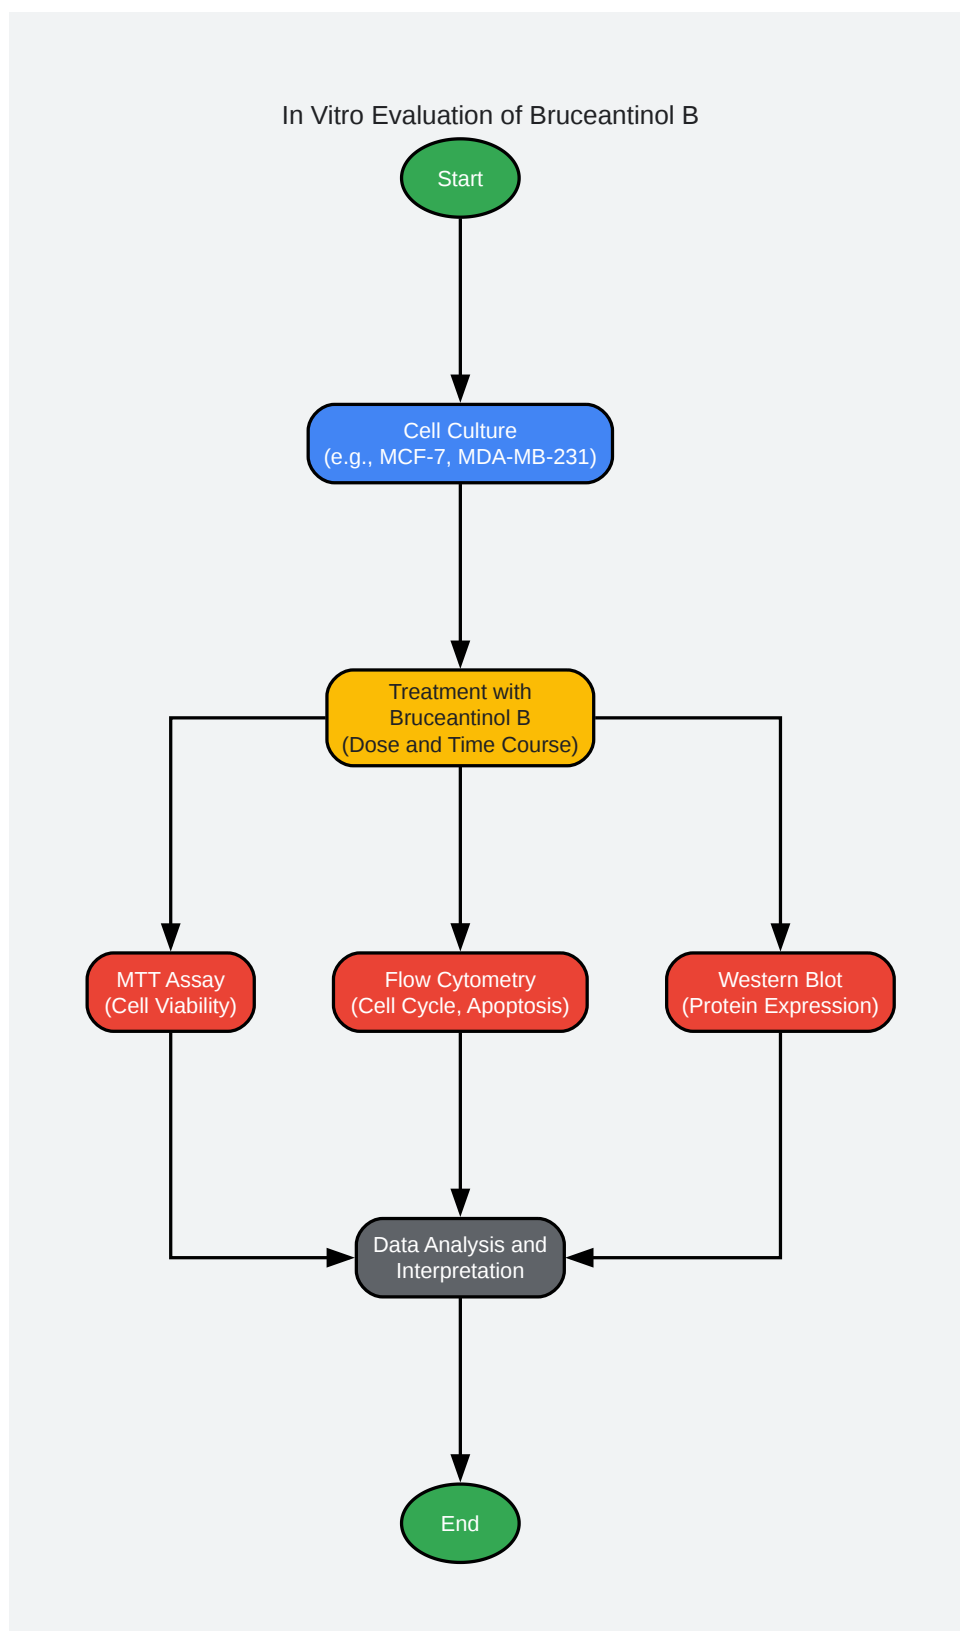 In Vitro Evaluation of Bruceantinol B
Start
Cell Culture
(e.g., MCF-7, MDA-MB-231)
Treatment with
Bruceantinol B
(Dose and Time Course)
MTT Assay
(Cell Viability)
Flow Cytometry
(Cell Cycle, Apoptosis)
Western Blot
(Protein Expression)
Data Analysis and
Interpretation
End